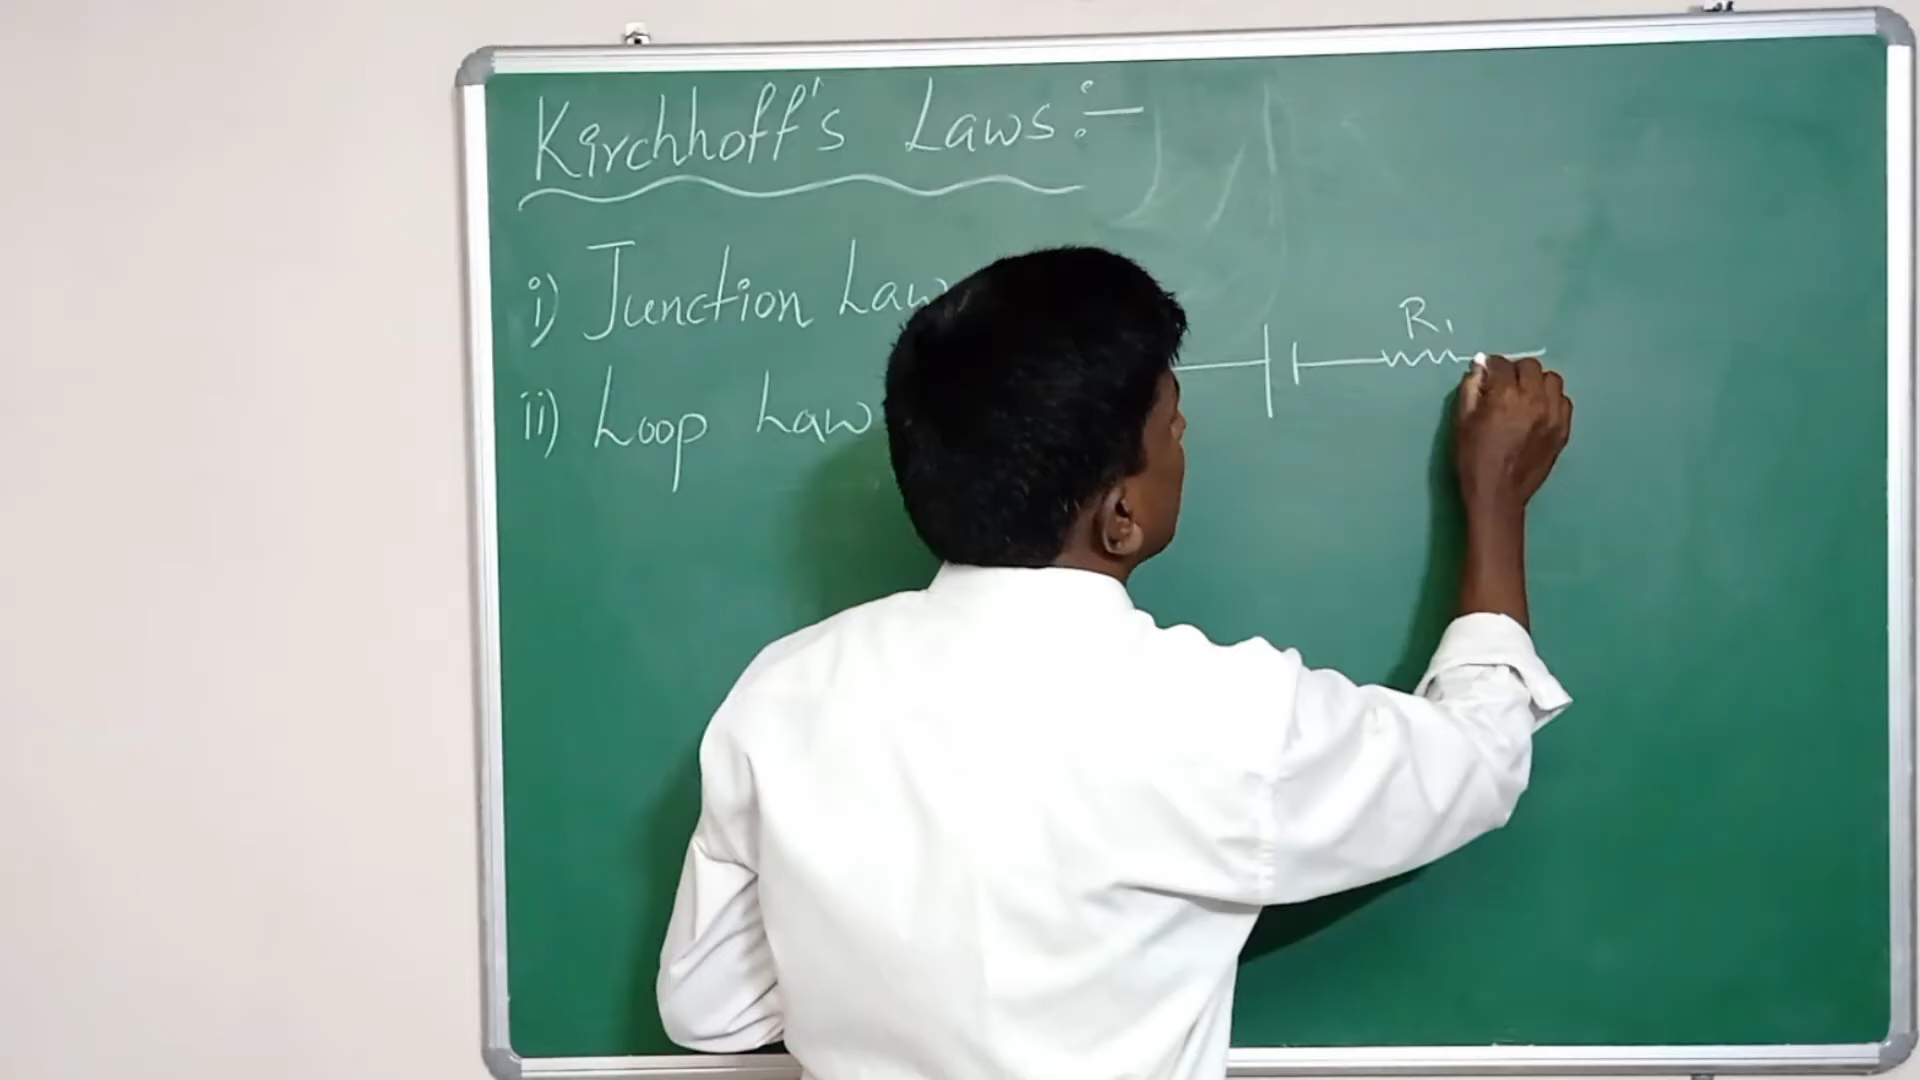 Kirchhoff's Laws:-
i) Junction Law
ii) Loop Law
R₁